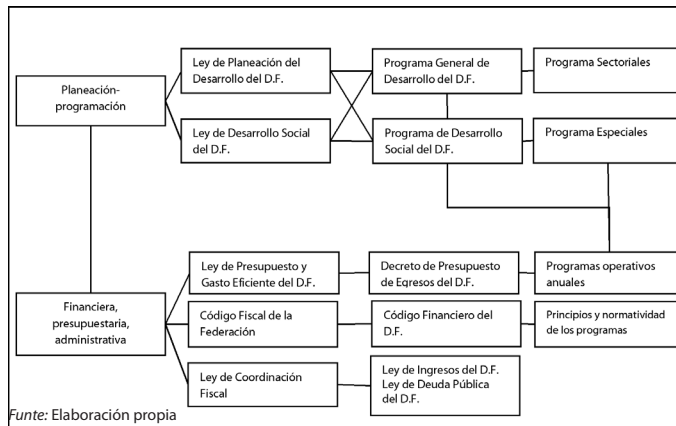 Planeación-
programación
Ley de Planeación del
Desarrollo del D.F.
Programa General de
Desarrollo del D.F.
Programa Sectoriales
Ley de Desarrollo Social
del D.F.
Programa de Desarrollo
Social del D.F.
Programa Especiales
Financiera,
presupuestaria,
administrativa
Ley de Presupuesto y
Gasto Eficiente del D.F.
Decreto de Presupuesto
de Egresos del D.F.
Programas operativos
anuales
Código Fiscal de la
Federación
Código Financiero del
D.F.
Principios y normatividad
de los programas
Ley de Coordinación
Fiscal
Ley de Ingresos del D.F.
Ley de Deuda Pública
del D.F.
Funte: Elaboración propia